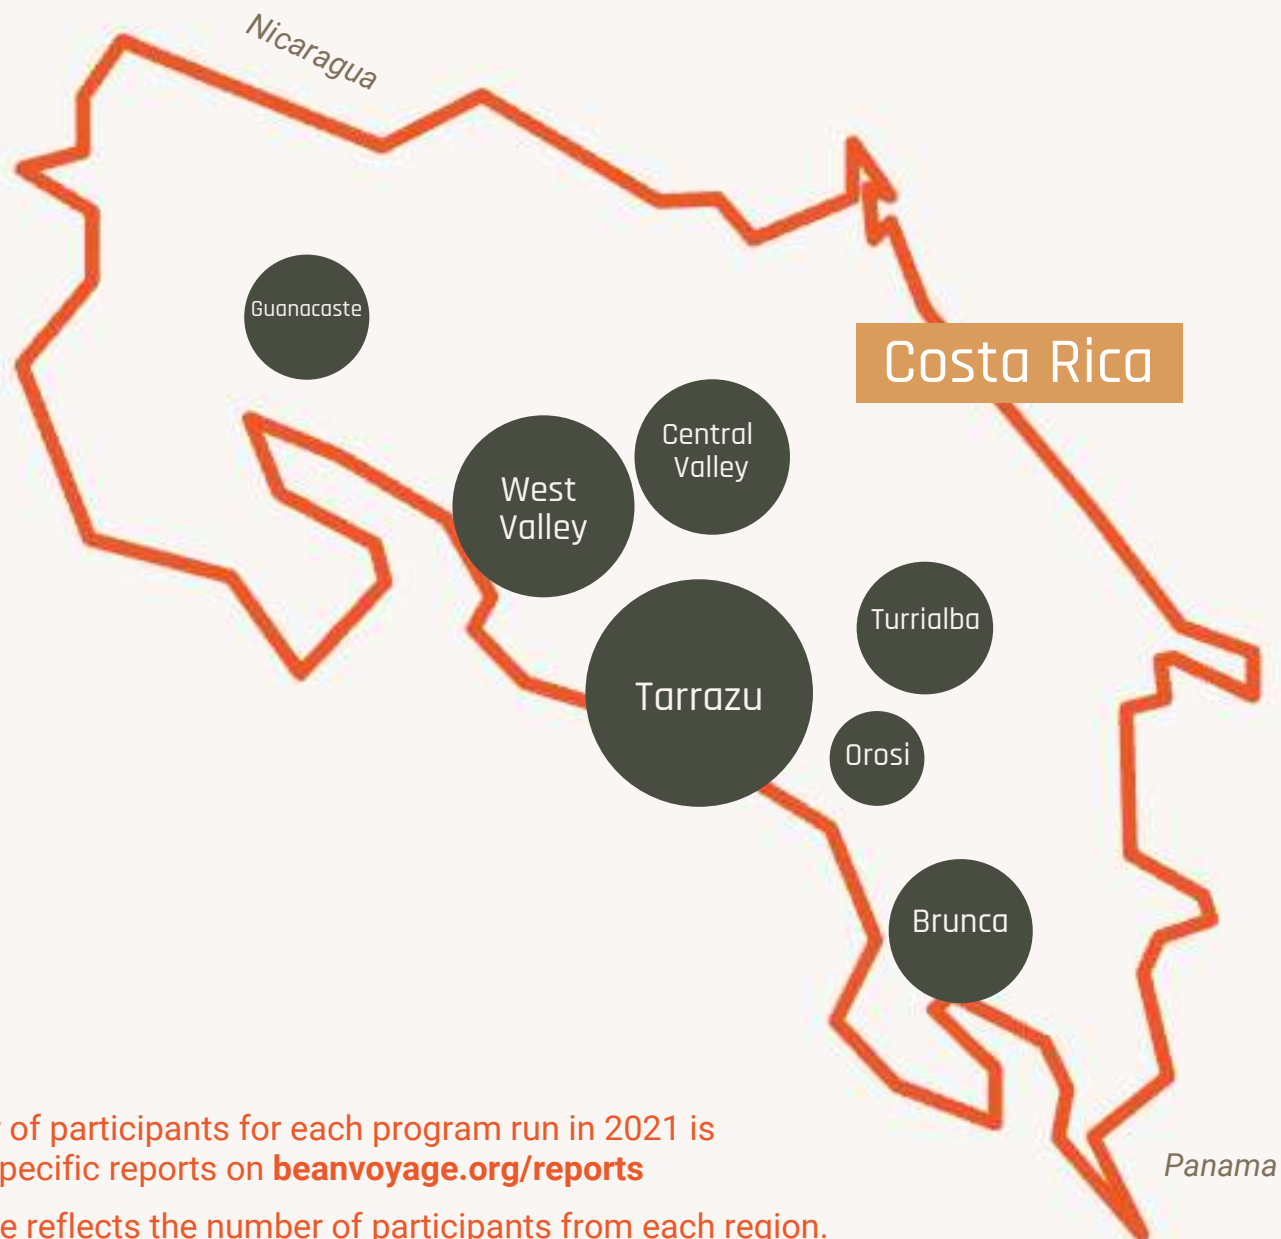 Nicaragua
Guanacaste
Costa Rica
Central
Valley
West
Valley
Turrialba
Tarrazu
Orosi
Brunca
of participants for each program run in 2021 is
specific reports on beanvoyage.org/reports
Panama
reflects the number of participants from each region.